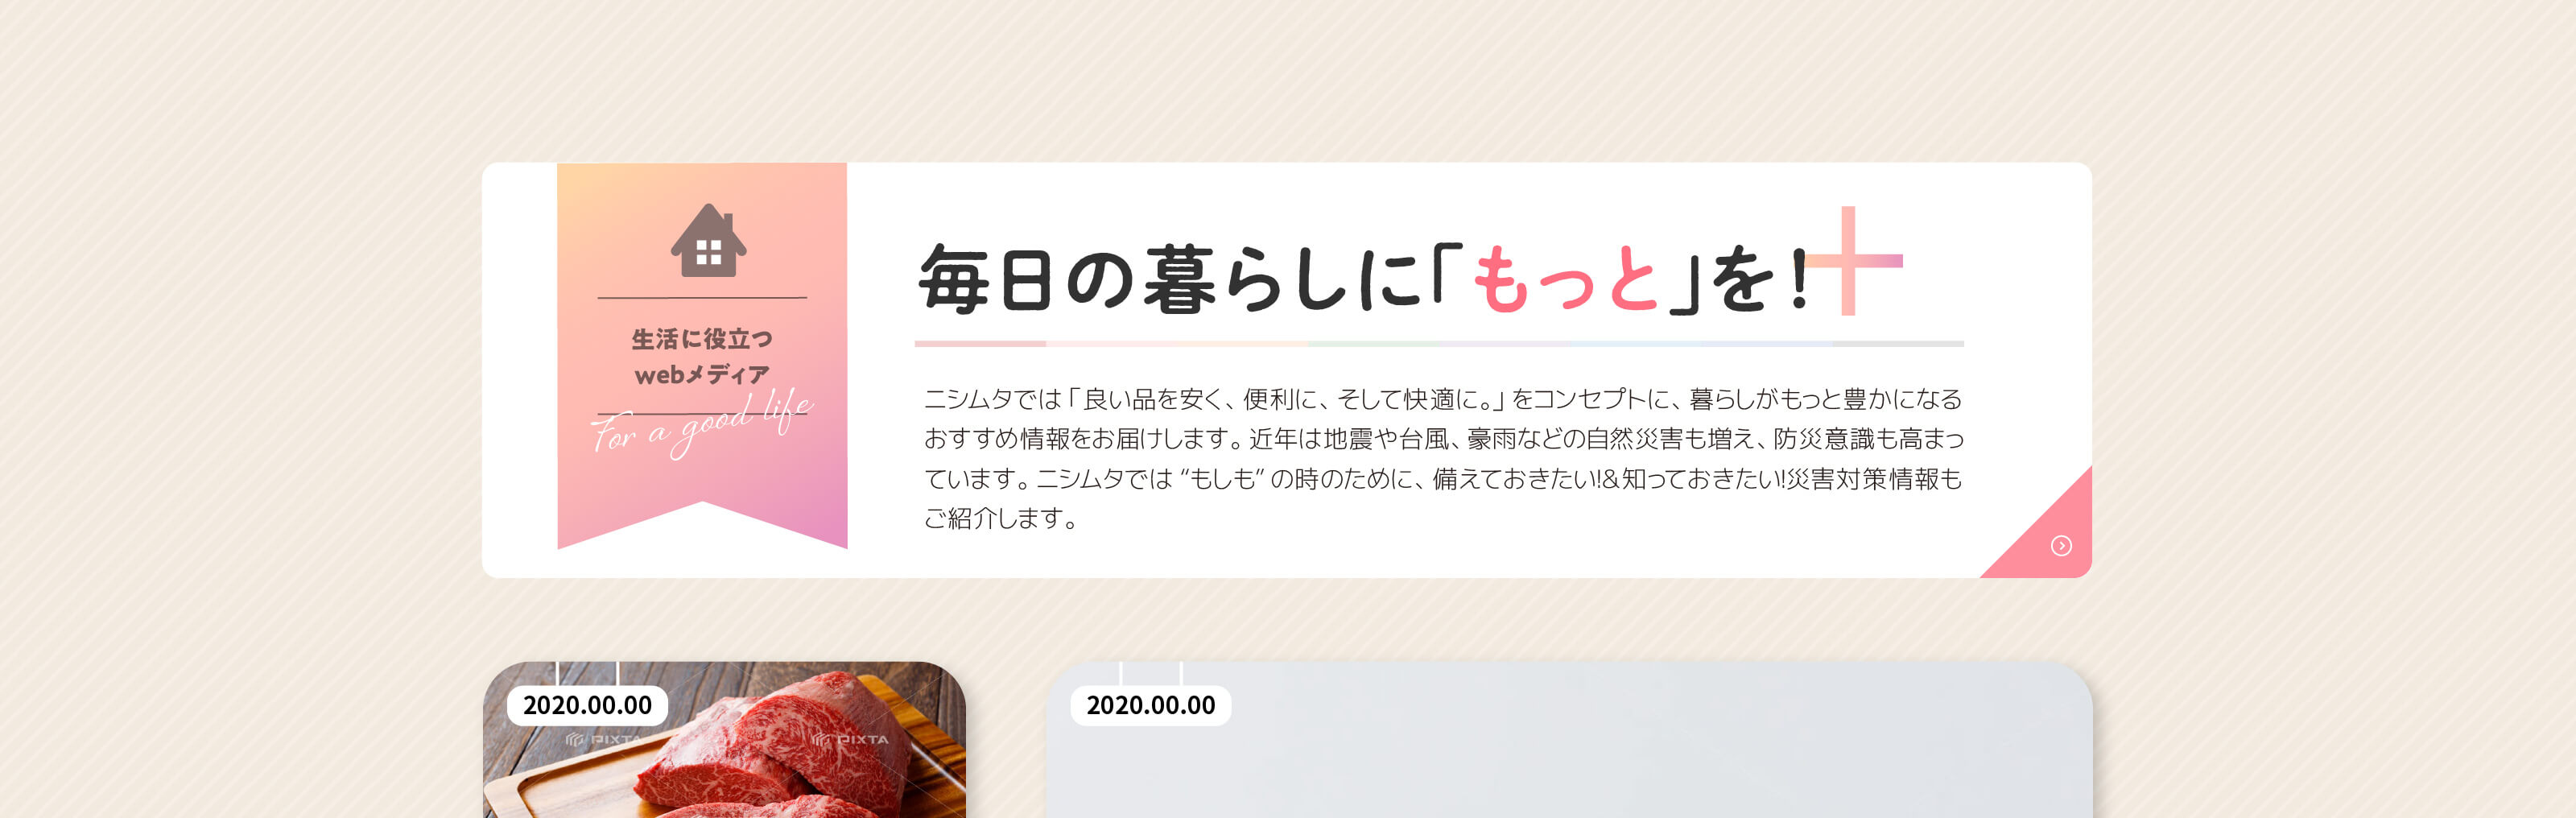 生活に役立つ
webメディア
For a good life
毎日の暮らしに「もっと」を!
ニシムタでは「良い品を安く、便利に、そして快適に。」をコンセプトに、暮らしがもっと豊かになる
おすすめ情報をお届けします。近年は地震や台風、豪雨などの自然災害も増え、防災意識も高まっ
ています。ニシムタでは“もしも”の時のために、備えておきたい!&知っておきたい!災害対策情報も
ご紹介します。
2020.00.00
2020.00.00
PIXTA
PIXTA